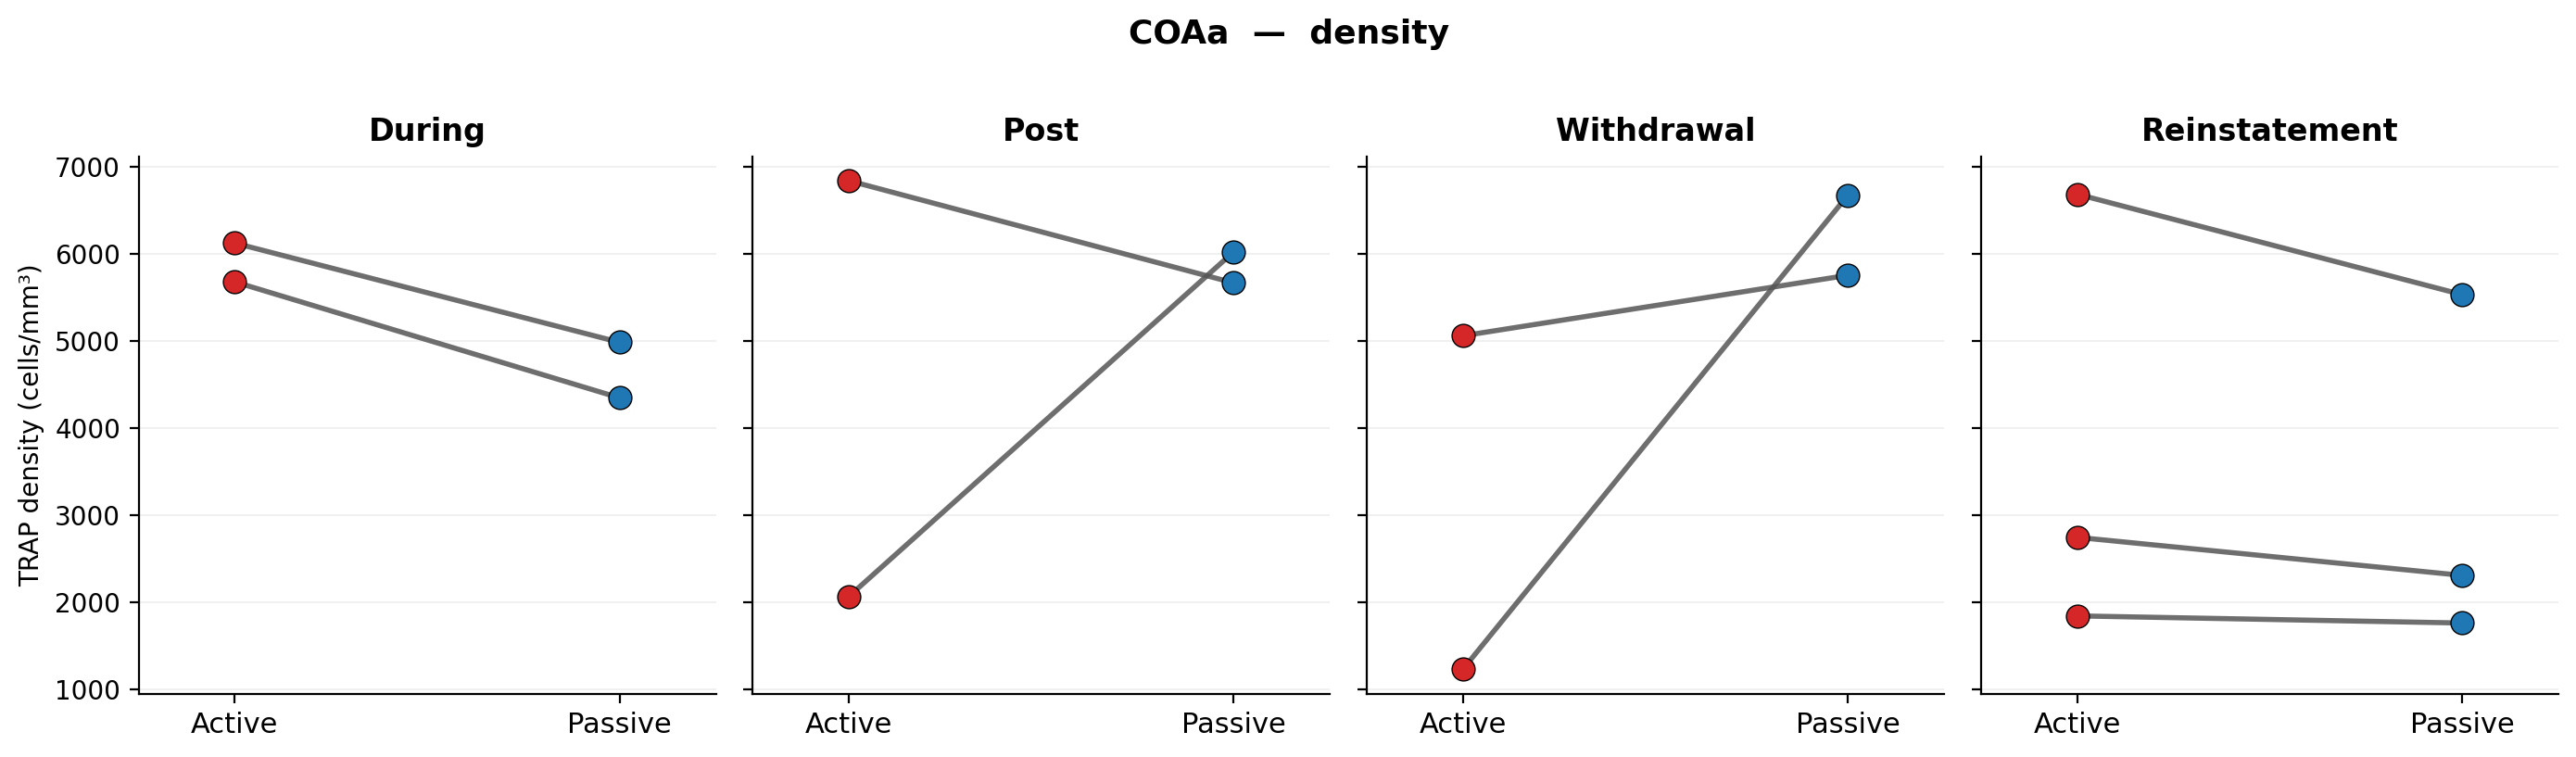 COAa — density
During
Post
Withdrawal
Reinstatement
TRAP density (cells/mm³)
7000
6000
5000
4000
3000
2000
1000
Active Passive
Active Passive
Active Passive
Active Passive